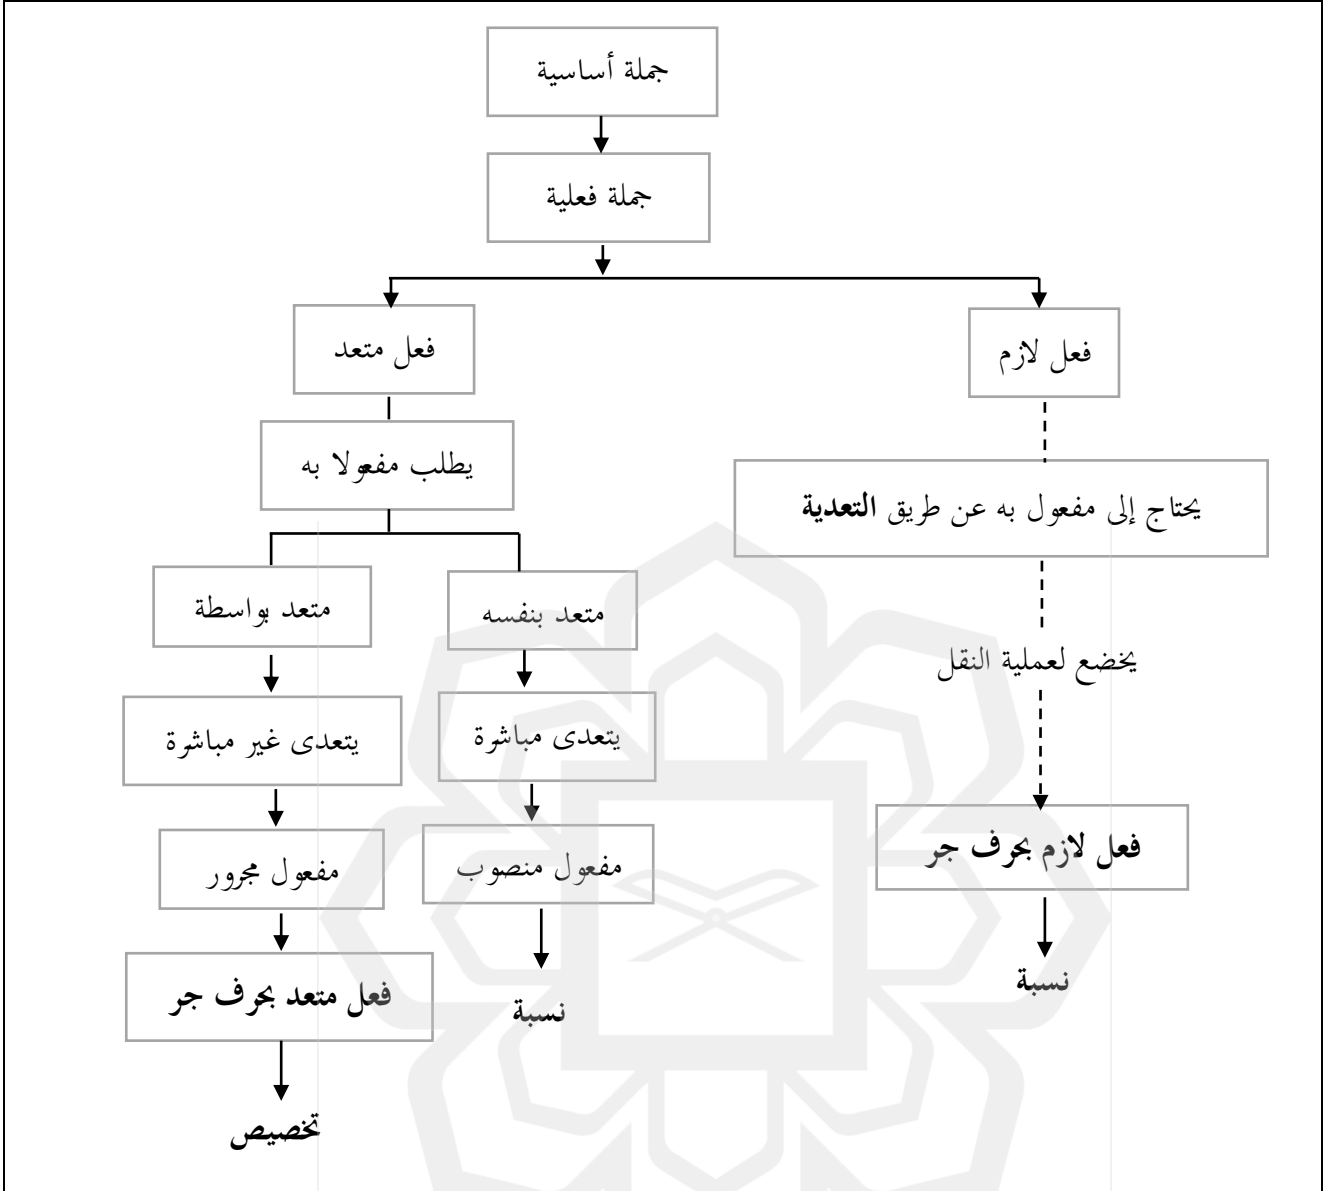 جملة أساسية
جملة فعلية
فعل لازم
فعل متعد
يطلب مفعولا به
يحتاج إلى مفعول به عن طريق التعدية
متعد بنفسه
متعد بواسطة
يخضع لعملية النقل
يتعدى مباشرة
يتعدى غير مباشرة
فعل لازم بحرف جر
مفعول منصوب
مفعول مجرور
نسبة
نسبة
فعل متعد بحرف جر
تخصيص